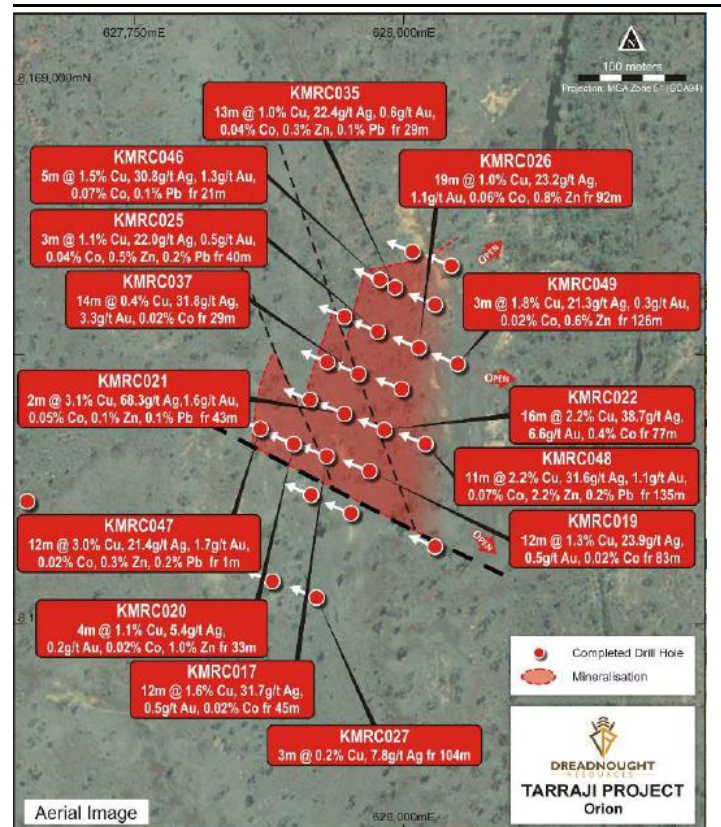 627,750mE
628,000mE
8,169,000mN
100 meters
Projection: MGA Zone 51 (GDA94)
KMRC035
13m @ 1.0% Cu, 22.4g/t Ag, 0.6g/t Au,
0.04% Co, 0.3% Zn, 0.1% Pb fr 29m
KMRC046
5m @ 1.5% Cu, 30.8g/t Ag, 1.3g/t Au,
0.07% Co, 0.1% Pb fr 21m
KMRC026
19m @ 1.0% Cu, 23.2g/t Ag,
1.1g/t Au, 0.06% Co, 0.8% Zn fr 92m
KMRC025
3m @ 1.1% Cu, 22.0g/t Ag, 0.5g/t Au,
0.04% Co, 0.5% Zn, 0.2% Pb fr 40m
OPEN
KMRC037
14m @ 0.4% Cu, 31.8g/t Ag,
3.3g/t Au, 0.02% Co fr 29m
KMRC049
3m @ 1.8% Cu, 21.3g/t Ag, 0.3g/t Au,
0.02% Co, 0.6% Zn fr 126m
OPEN
KMRC021
2m @ 3.1% Cu, 68.3g/t Ag,1.6g/t Au,
0.05% Co, 0.1% Zn, 0.1% Pb fr 43m
KMRC022
16m @ 2.2% Cu, 38.7g/t Ag,
6.6g/t Au, 0.4% Co fr 77m
KMRC048
11m @ 2.2% Cu, 31.6g/t Ag, 1.1g/t Au,
0.07% Co, 2.2% Zn, 0.2% Pb fr 135m
KMRC047
12m @ 3.0% Cu, 21.4g/t Ag, 1.7g/t Au,
0.02% Co, 0.3% Zn, 0.2% Pb fr 1m
KMRC019
12m @ 1.3% Cu, 23.9g/t Ag,
0.5g/t Au, 0.02% Co fr 83m
OPEN
KMRC020
4m @ 1.1% Cu, 5.4g/t Ag,
0.2g/t Au, 0.02% Co, 1.0% Zn fr 33m
KMRC017
12m @ 1.6% Cu, 31.7g/t Ag,
0.5g/t Au, 0.02% Co fr 45m
KMRC027
3m @ 0.2% Cu, 7.8g/t Ag fr 104m
Completed Drill Hole
Mineralisation
DREADNOUGHT
RESOURCES
TARRAJI PROJECT
Orion
Aerial Image
628,000mE